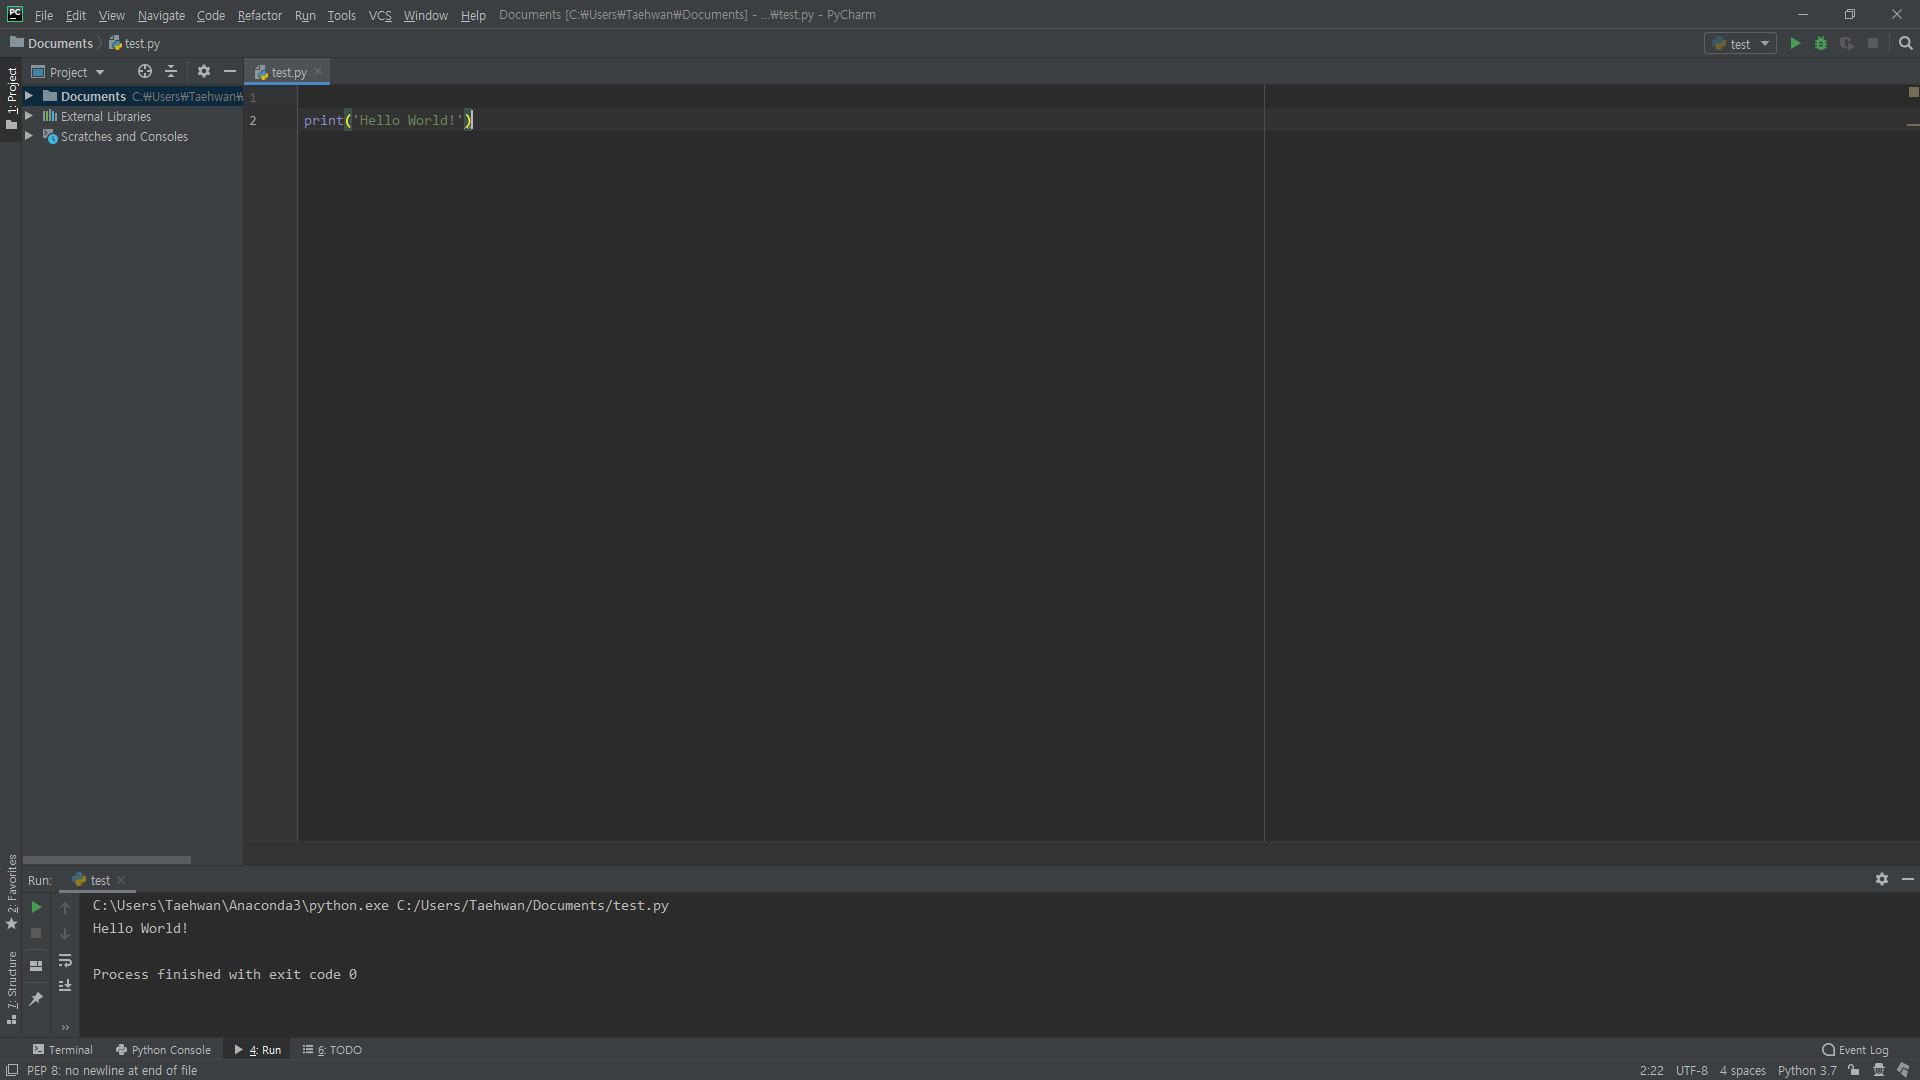 PC File Edit View Navigate Code Refactor Run Tools VCS Window Help Documents [C:₩Users₩Taehwan₩Documents] - ...₩test.py - PyCharm
Documents test.py test
1: Project Project test.py
Documents C:₩Users₩Taehwan₩
External Libraries
Scratches and Consoles
1
2 print('Hello World!')
2: Favorites
7: Structure
Run: test
C:\Users\Taehwan\Anaconda3\python.exe C:/Users/Taehwan/Documents/test.py
Hello World!
Process finished with exit code 0
Terminal Python Console 4: Run 6: TODO Event Log
PEP 8: no newline at end of file 2:22 UTF-8 4 spaces Python 3.7